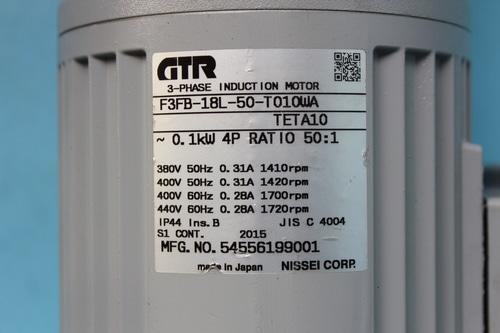 GTR
3-PHASE INDUCTION MOTOR
F3FB-18L-50-T010WA
TETA10
~ 0.1kW 4P RATIO 50:1
380V 50Hz 0.31A 1410rpm
400V 50Hz 0.31A 1420rpm
400V 60Hz 0.28A 1700rpm
440V 60Hz 0.28A 1720rpm
IP44 Ins.B JIS C 4004
S1 CONT. 2015
MFG.NO. 54556199001
made in Japan NISSEI CORP.